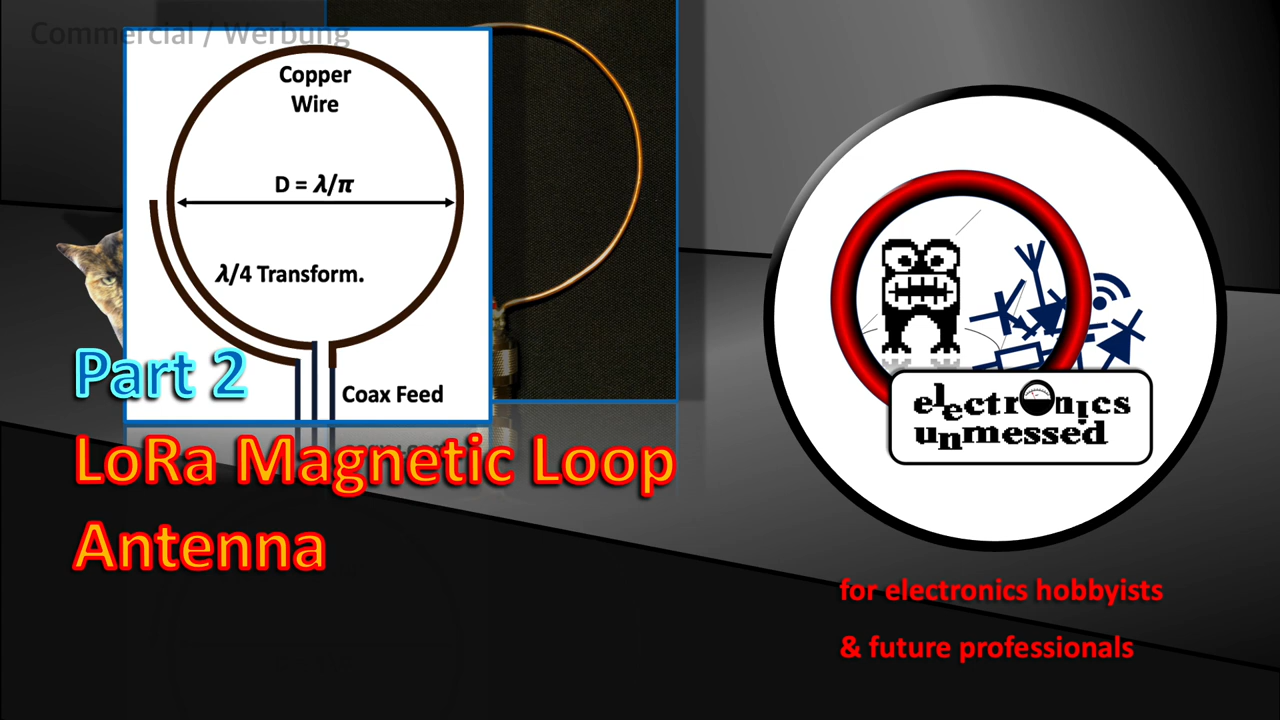 Commercial / Werbung
Copper
Wire
D = λ/π
λ/4 Transform.
Coax Feed
Part 2
LoRa Magnetic Loop
Antenna
electronics
unmessed
for electronics hobbyists
& future professionals